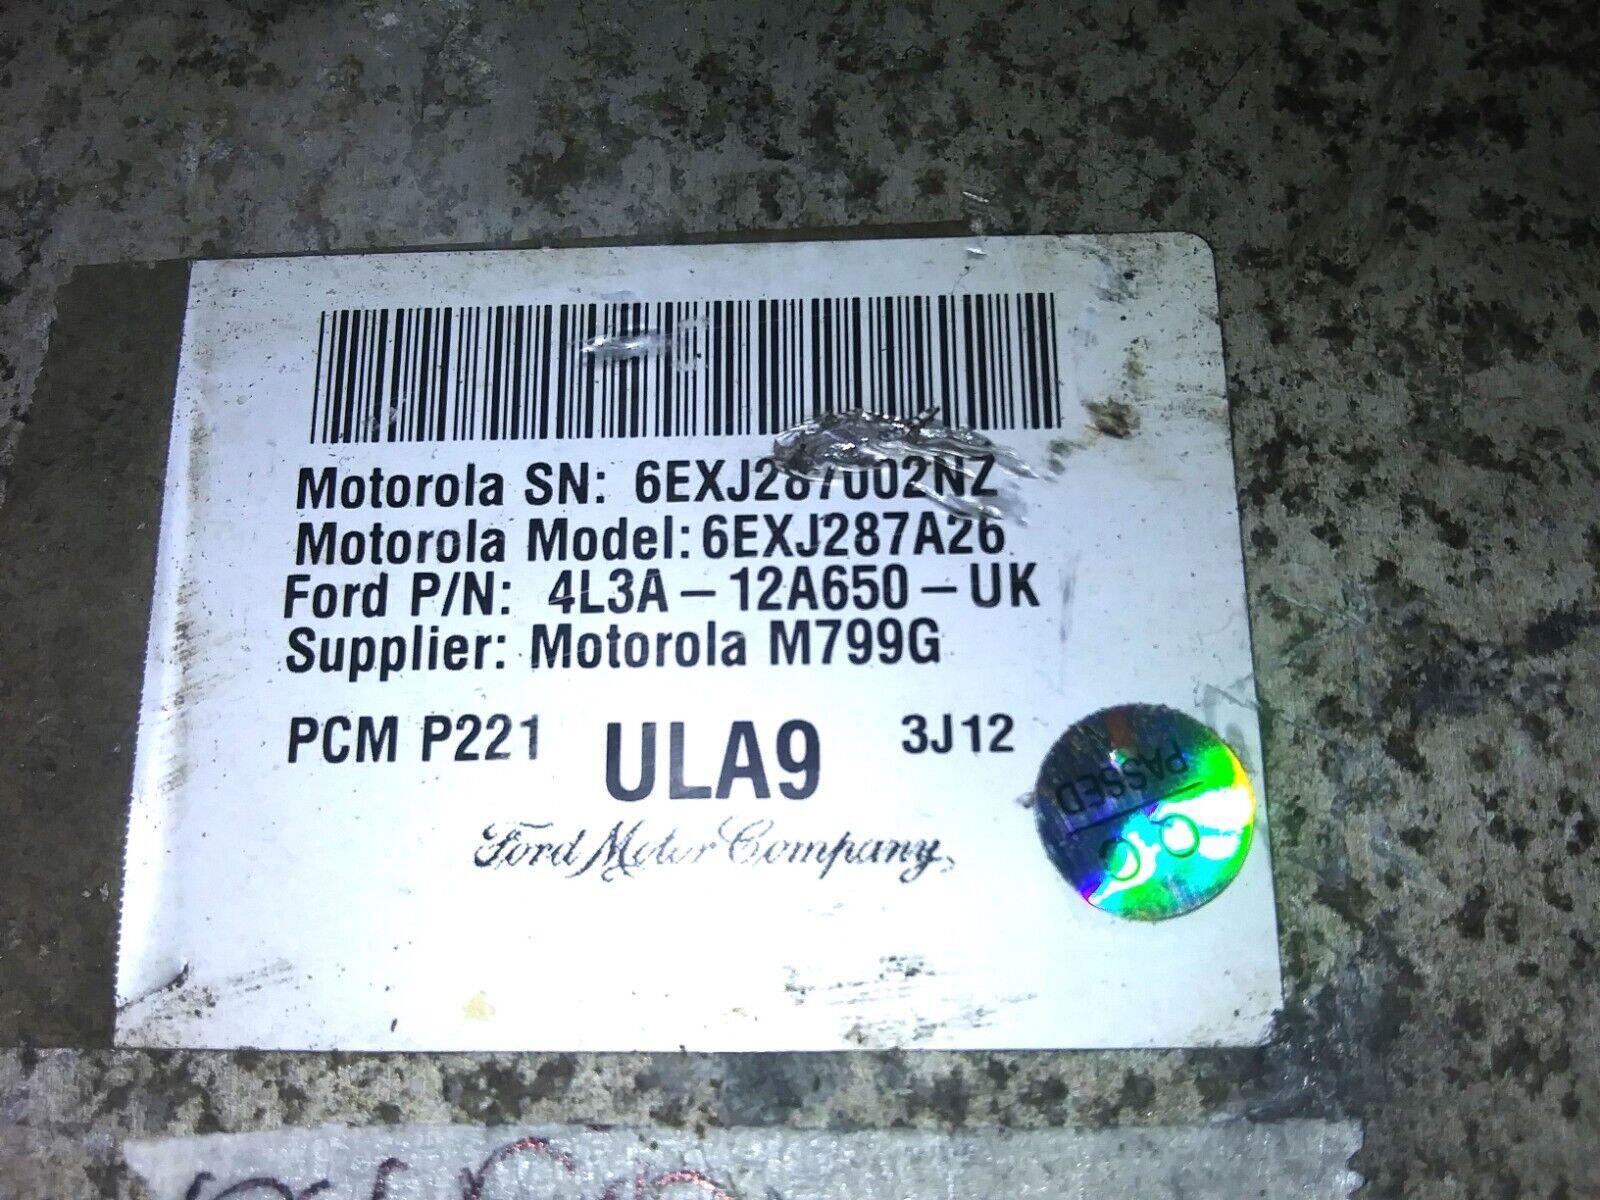 Motorola SN: 6EXJ287002NZ
Motorola Model: 6EXJ287A26
Ford P/N: 4L3A-12A650-UK
Supplier: Motorola M799G
PCM P221 ULA9 3J12
PASSED
Ford Motor Company,